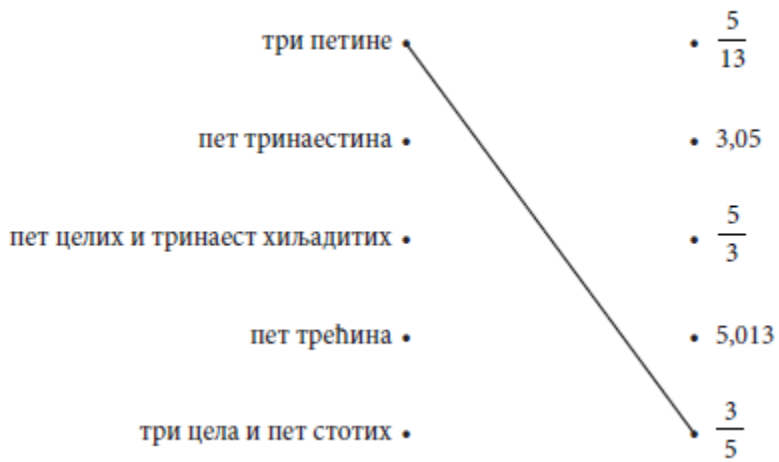 три петине • • 5/13
пет тринаестина • • 3,05
пет целих и тринаест хиљадитих • • 5/3
пет трећина • • 5,013
три цела и пет стотих • • 3/5